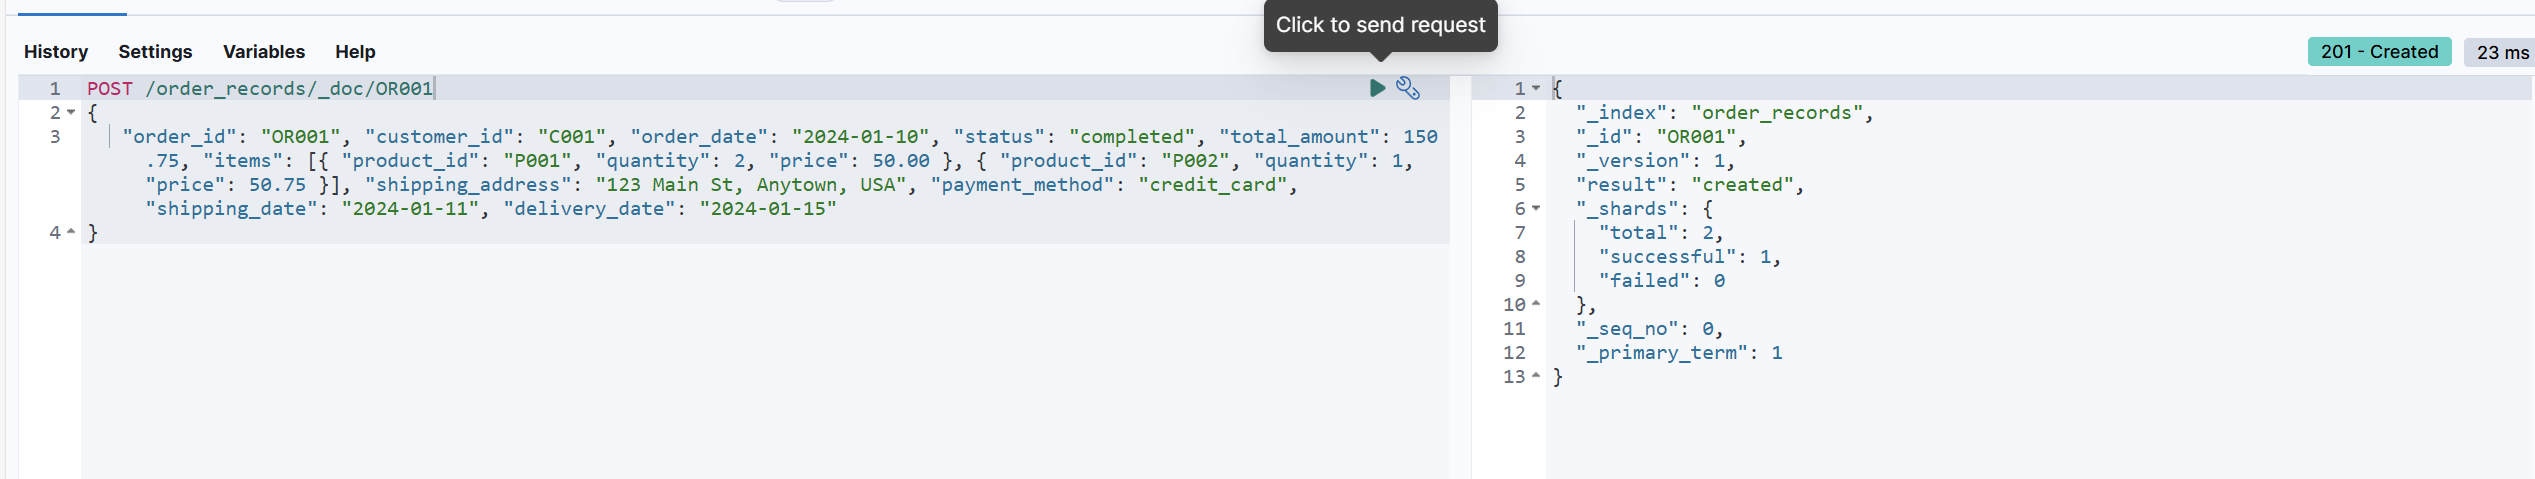 Click to send request
History Settings Variables Help
201 - Created 23 ms
1 POST /order_records/_doc/OR001
2 {
3 "order_id": "OR001", "customer_id": "C001", "order_date": "2024-01-10", "status": "completed", "total_amount": 150
.75, "items": [{ "product_id": "P001", "quantity": 2, "price": 50.00 }, { "product_id": "P002", "quantity": 1,
"price": 50.75 }], "shipping_address": "123 Main St, Anytown, USA", "payment_method": "credit_card",
"shipping_date": "2024-01-11", "delivery_date": "2024-01-15"
4 }
1 {
2 "_index": "order_records",
3 "_id": "OR001",
4 "_version": 1,
5 "result": "created",
6 "_shards": {
7 "total": 2,
8 "successful": 1,
9 "failed": 0
10 },
11 "_seq_no": 0,
12 "_primary_term": 1
13 }